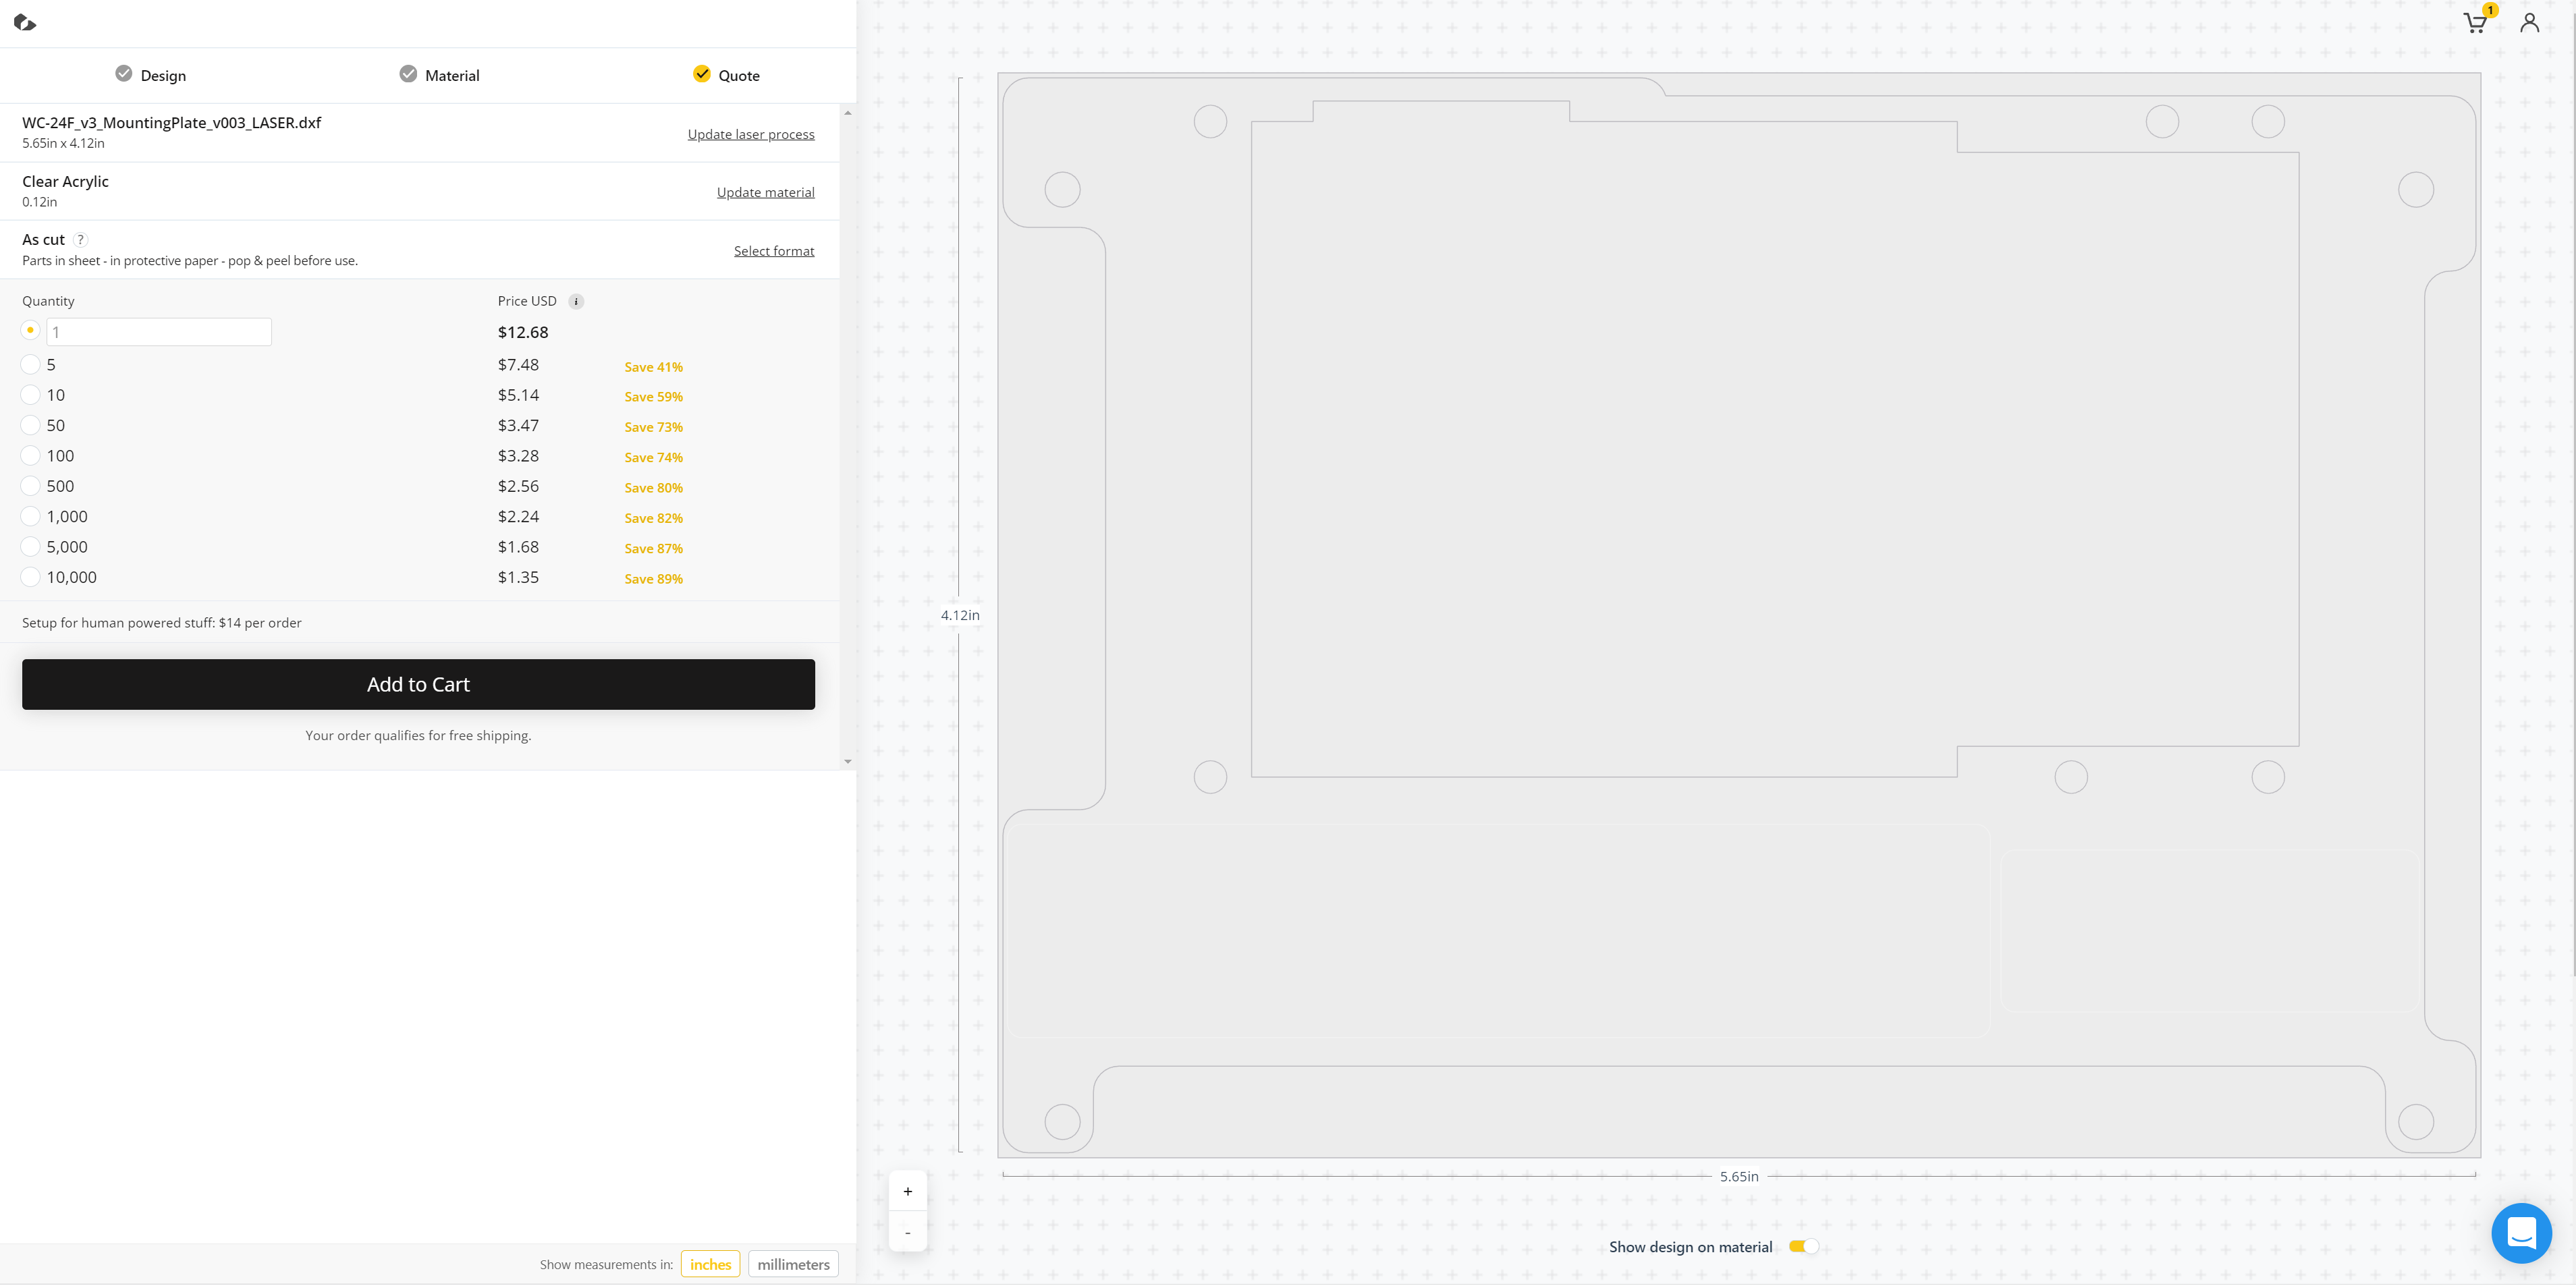 1
Design
Material
Quote
WC-24F_v3_MountingPlate_v003_LASER.dxf
5.65in x 4.12in
Update laser process
Clear Acrylic
0.12in
Update material
As cut ?
Parts in sheet - in protective paper - pop & peel before use.
Select format
Quantity Price USD i
1 $12.68
5 $7.48 Save 41%
10 $5.14 Save 59%
50 $3.47 Save 73%
100 $3.28 Save 74%
500 $2.56 Save 80%
1,000 $2.24 Save 82%
5,000 $1.68 Save 87%
10,000 $1.35 Save 89%
Setup for human powered stuff: $14 per order
Add to Cart
Your order qualifies for free shipping.
Show measurements in: inches millimeters
4.12in
5.65in
+
-
Show design on material